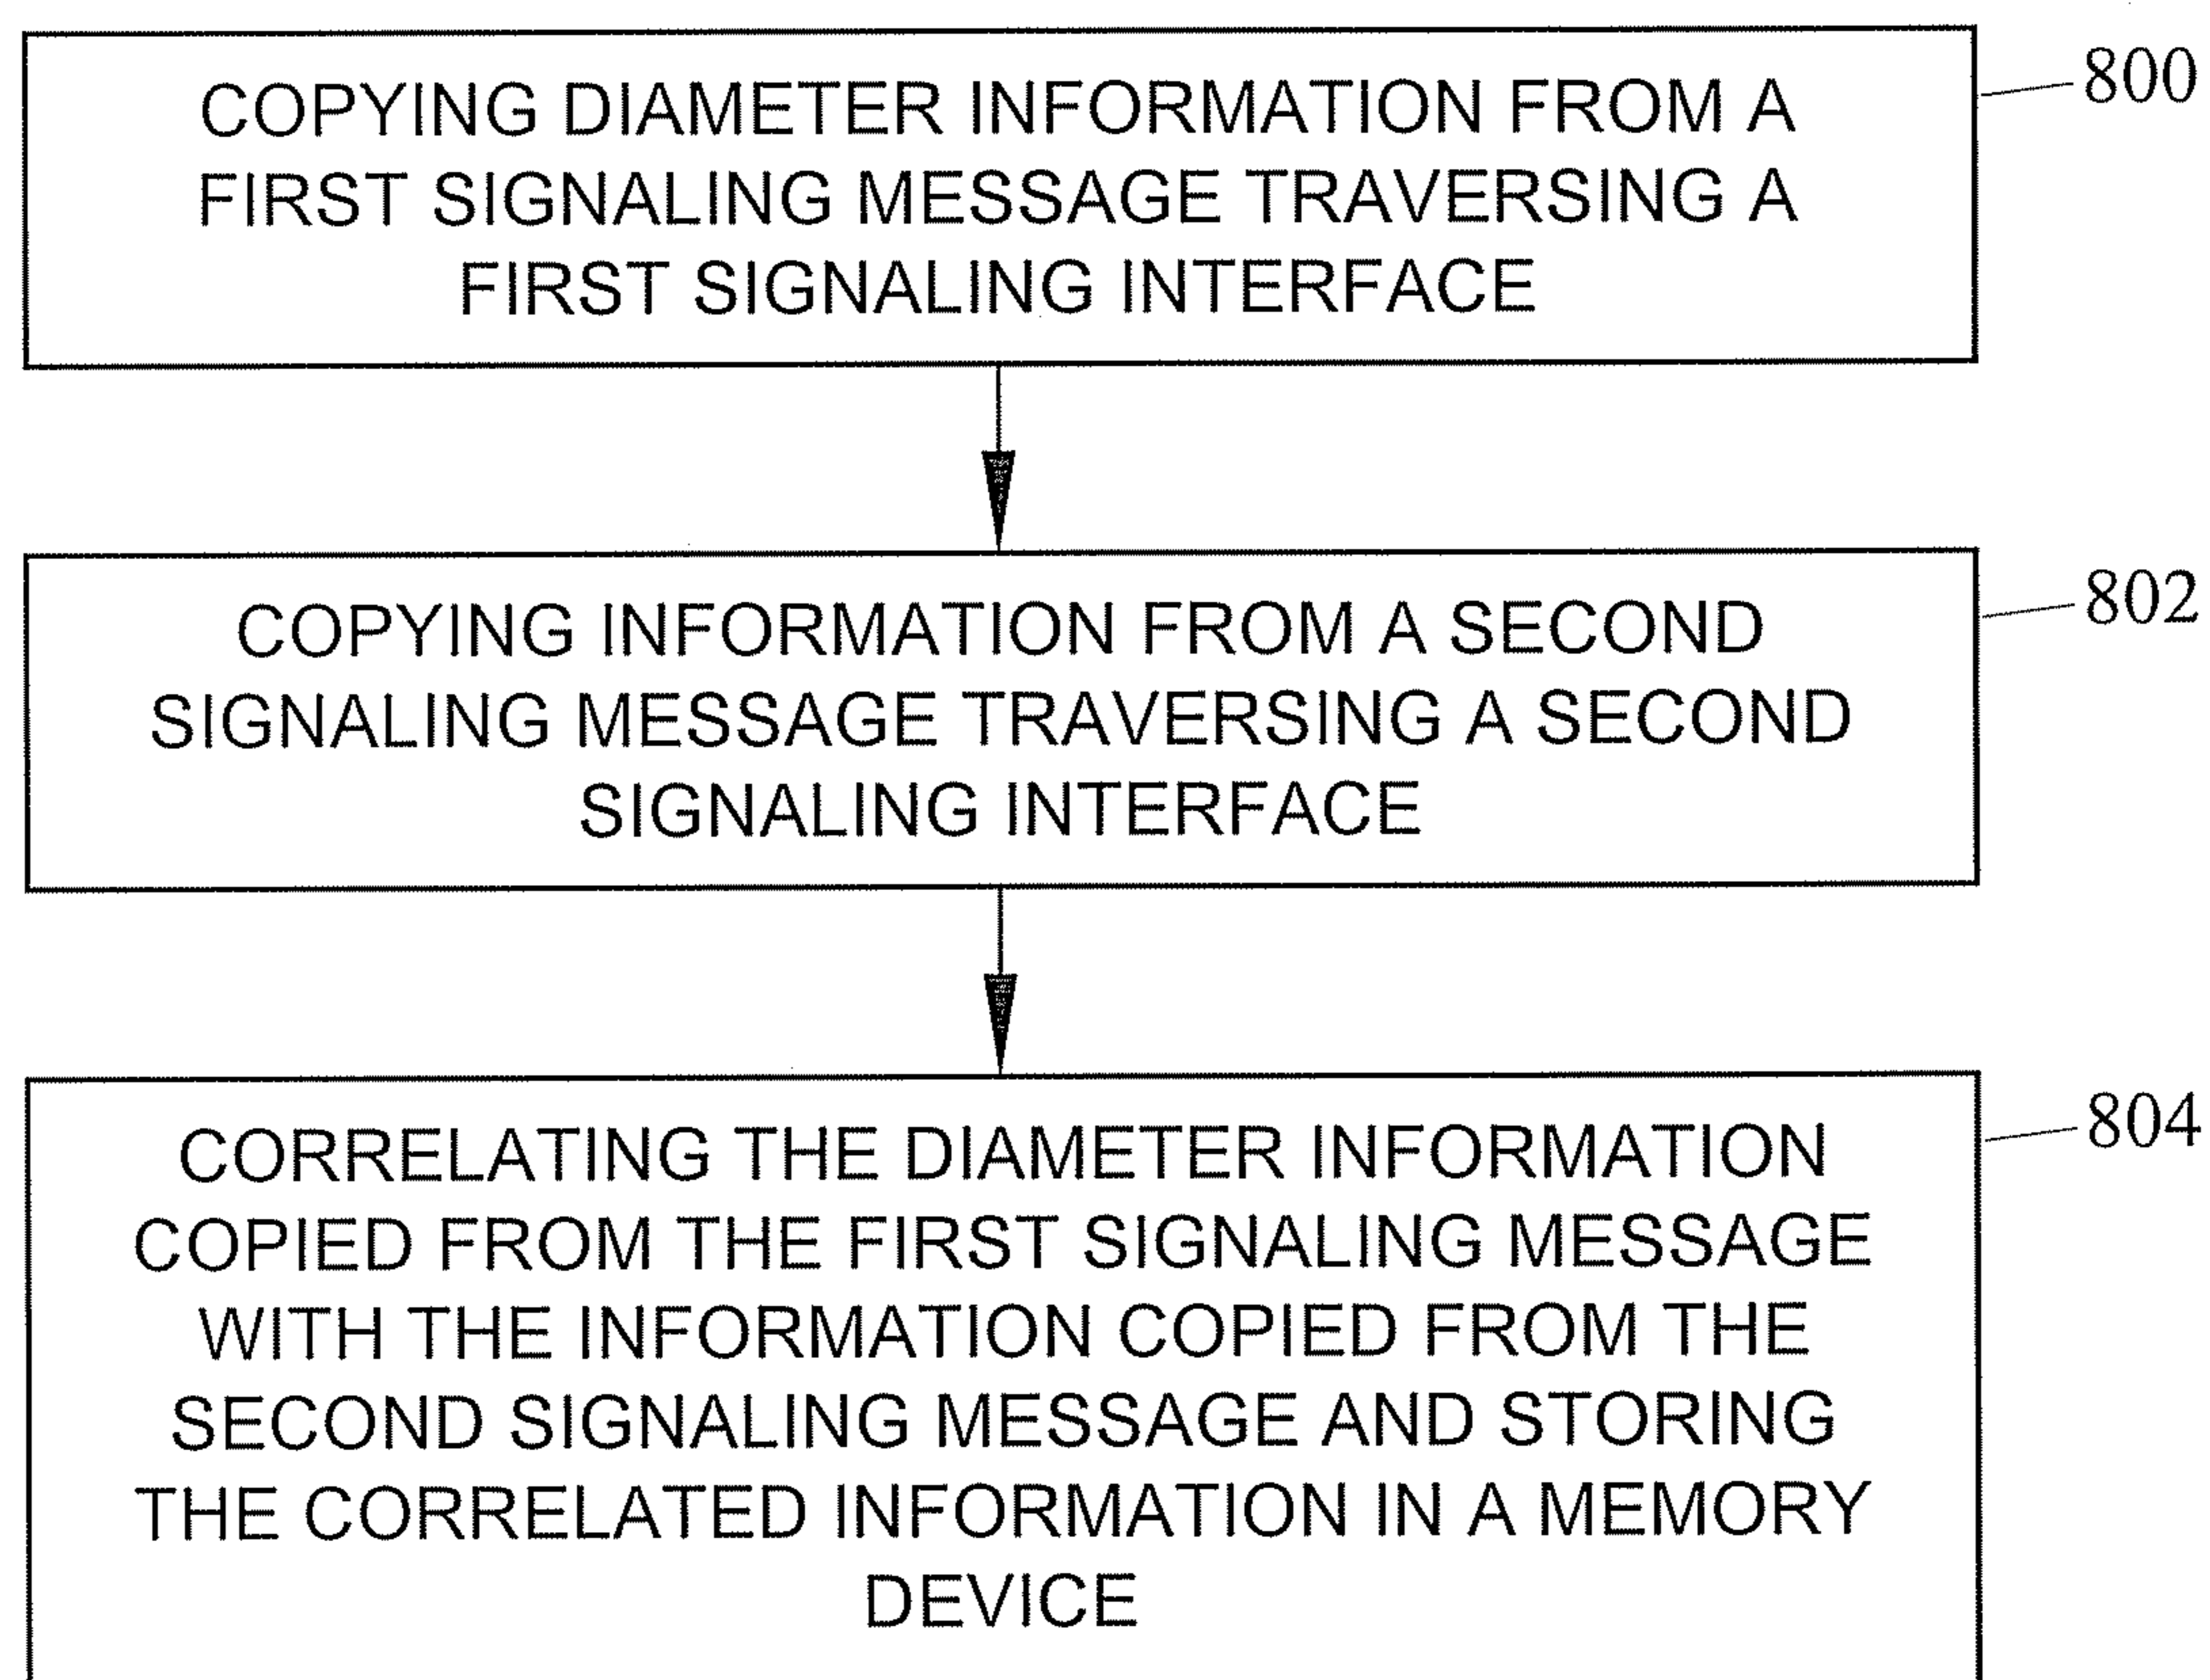 COPYING DIAMETER INFORMATION FROM A
FIRST SIGNALING MESSAGE TRAVERSING A
FIRST SIGNALING INTERFACE
800
COPYING INFORMATION FROM A SECOND
SIGNALING MESSAGE TRAVERSING A SECOND
SIGNALING INTERFACE
802
CORRELATING THE DIAMETER INFORMATION
COPIED FROM THE FIRST SIGNALING MESSAGE
WITH THE INFORMATION COPIED FROM THE
SECOND SIGNALING MESSAGE AND STORING
THE CORRELATED INFORMATION IN A MEMORY
DEVICE
804